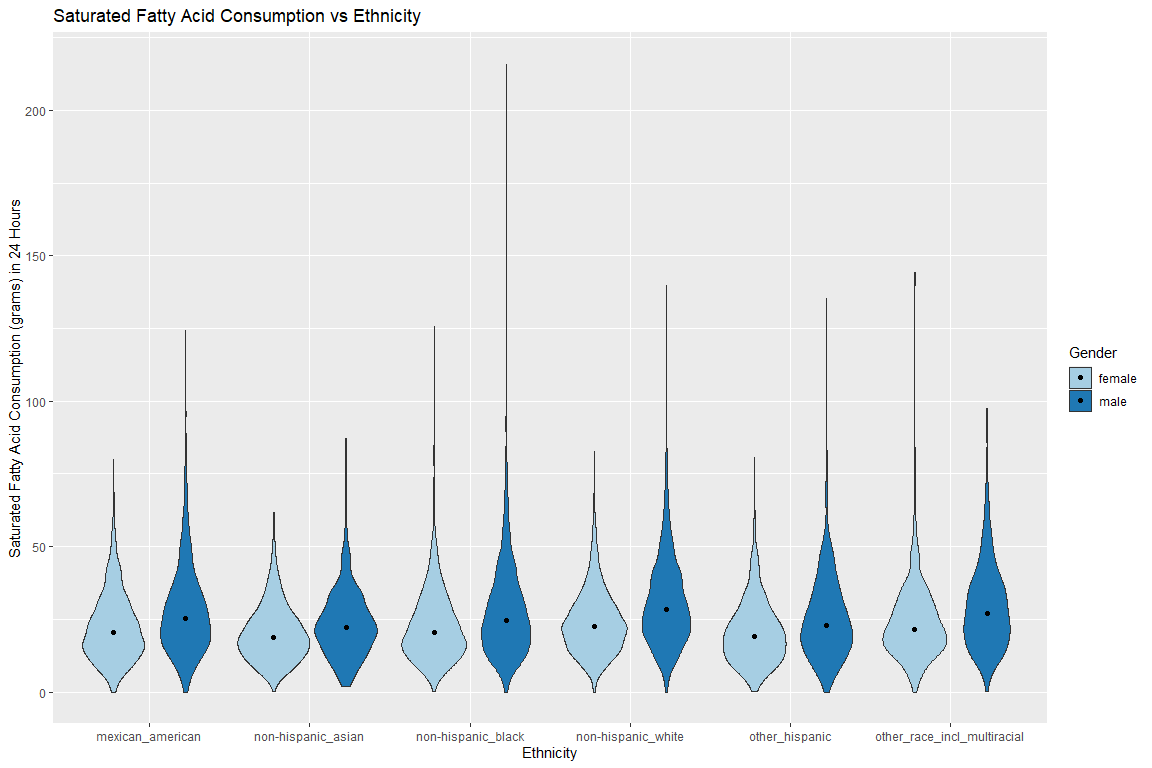 Saturated Fatty Acid Consumption vs Ethnicity
Saturated Fatty Acid Consumption (grams) in 24 Hours
200
150
100
50
0
mexican_american
non-hispanic_asian
non-hispanic_black
non-hispanic_white
other_hispanic
other_race_incl_multiracial
Ethnicity
Gender
female
male